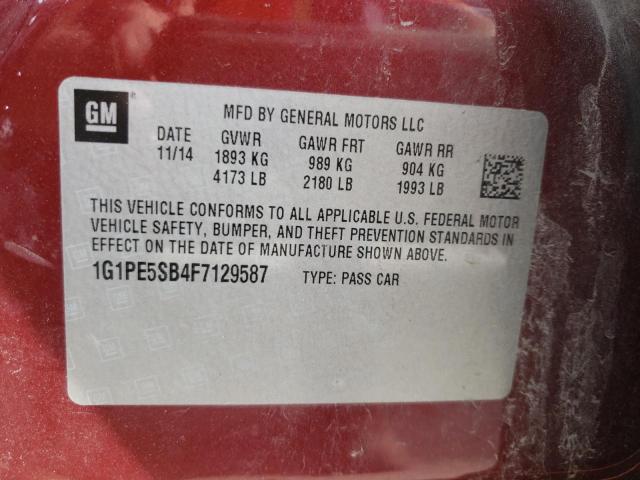 GM
MFD BY GENERAL MOTORS LLC
DATE GVWR GAWR FRT GAWR RR
11/14 1893 KG 989 KG 904 KG
4173 LB 2180 LB 1993 LB
THIS VEHICLE CONFORMS TO ALL APPLICABLE U.S. FEDERAL MOTOR
VEHICLE SAFETY, BUMPER, AND THEFT PREVENTION STANDARDS IN
EFFECT ON THE DATE OF MANUFACTURE SHOWN ABOVE.
1G1PE5SB4F7129587 TYPE: PASS CAR